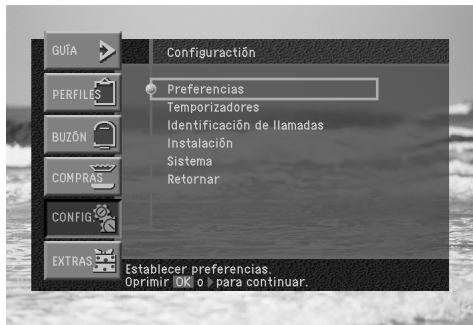 GUÍA
PERFILES
BUZÓN
COMPRAS
CONFIG
EXTRAS
Configuractión
Preferencias
Temporizadores
Identificación de llamadas
Instalación
Sistema
Retornar
Establecer preferencias.
Oprimir OK o para continuar.